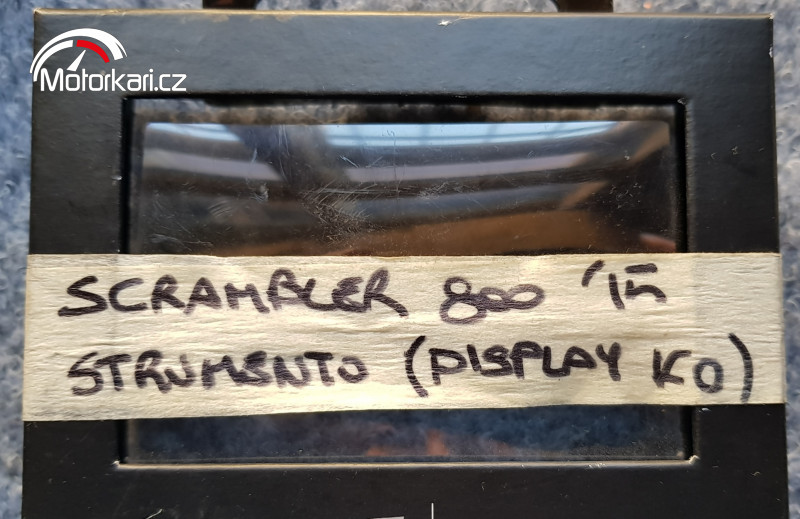 Motorkari.cz
SCRAMBLER 800 '15
STRUMENTO (DISPLAY KO)